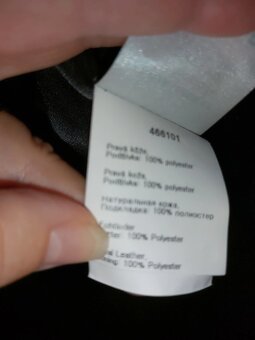 466101
Pravá kůže,
Podšívka: 100% polyester
Pravá koža,
Podšívka: 100% polyester
Натуральная кожа,
Подкладка: 100% полиэстер
Echtleder
100% Polyester
Leather,
100% Polyester